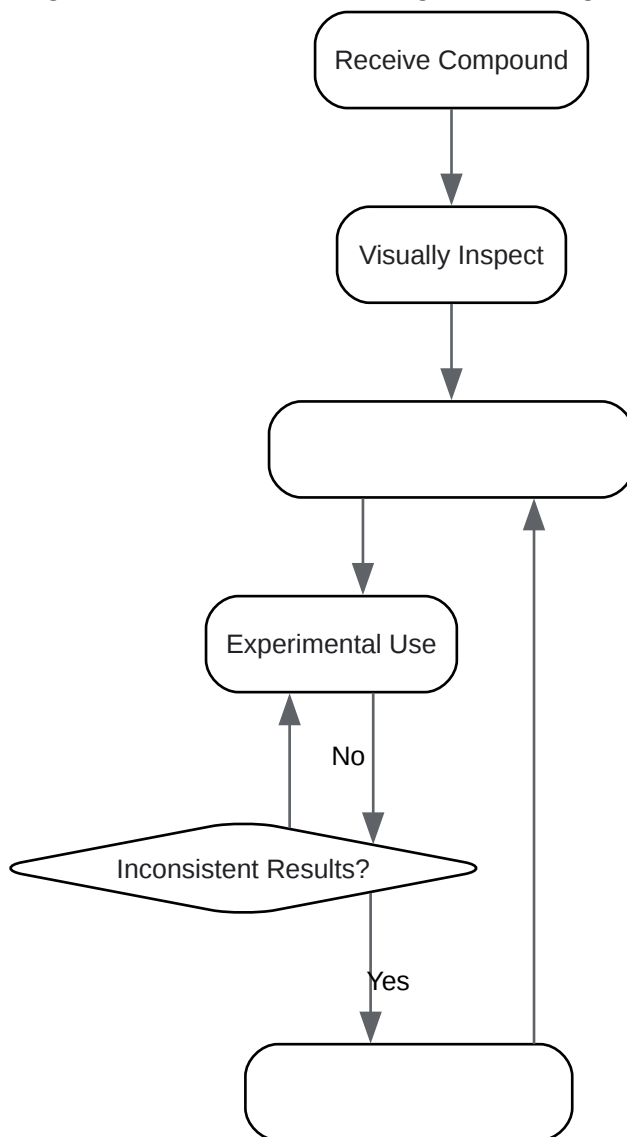 Receive Compound
Visually Inspect
Experimental Use
No
Inconsistent Results?
Yes